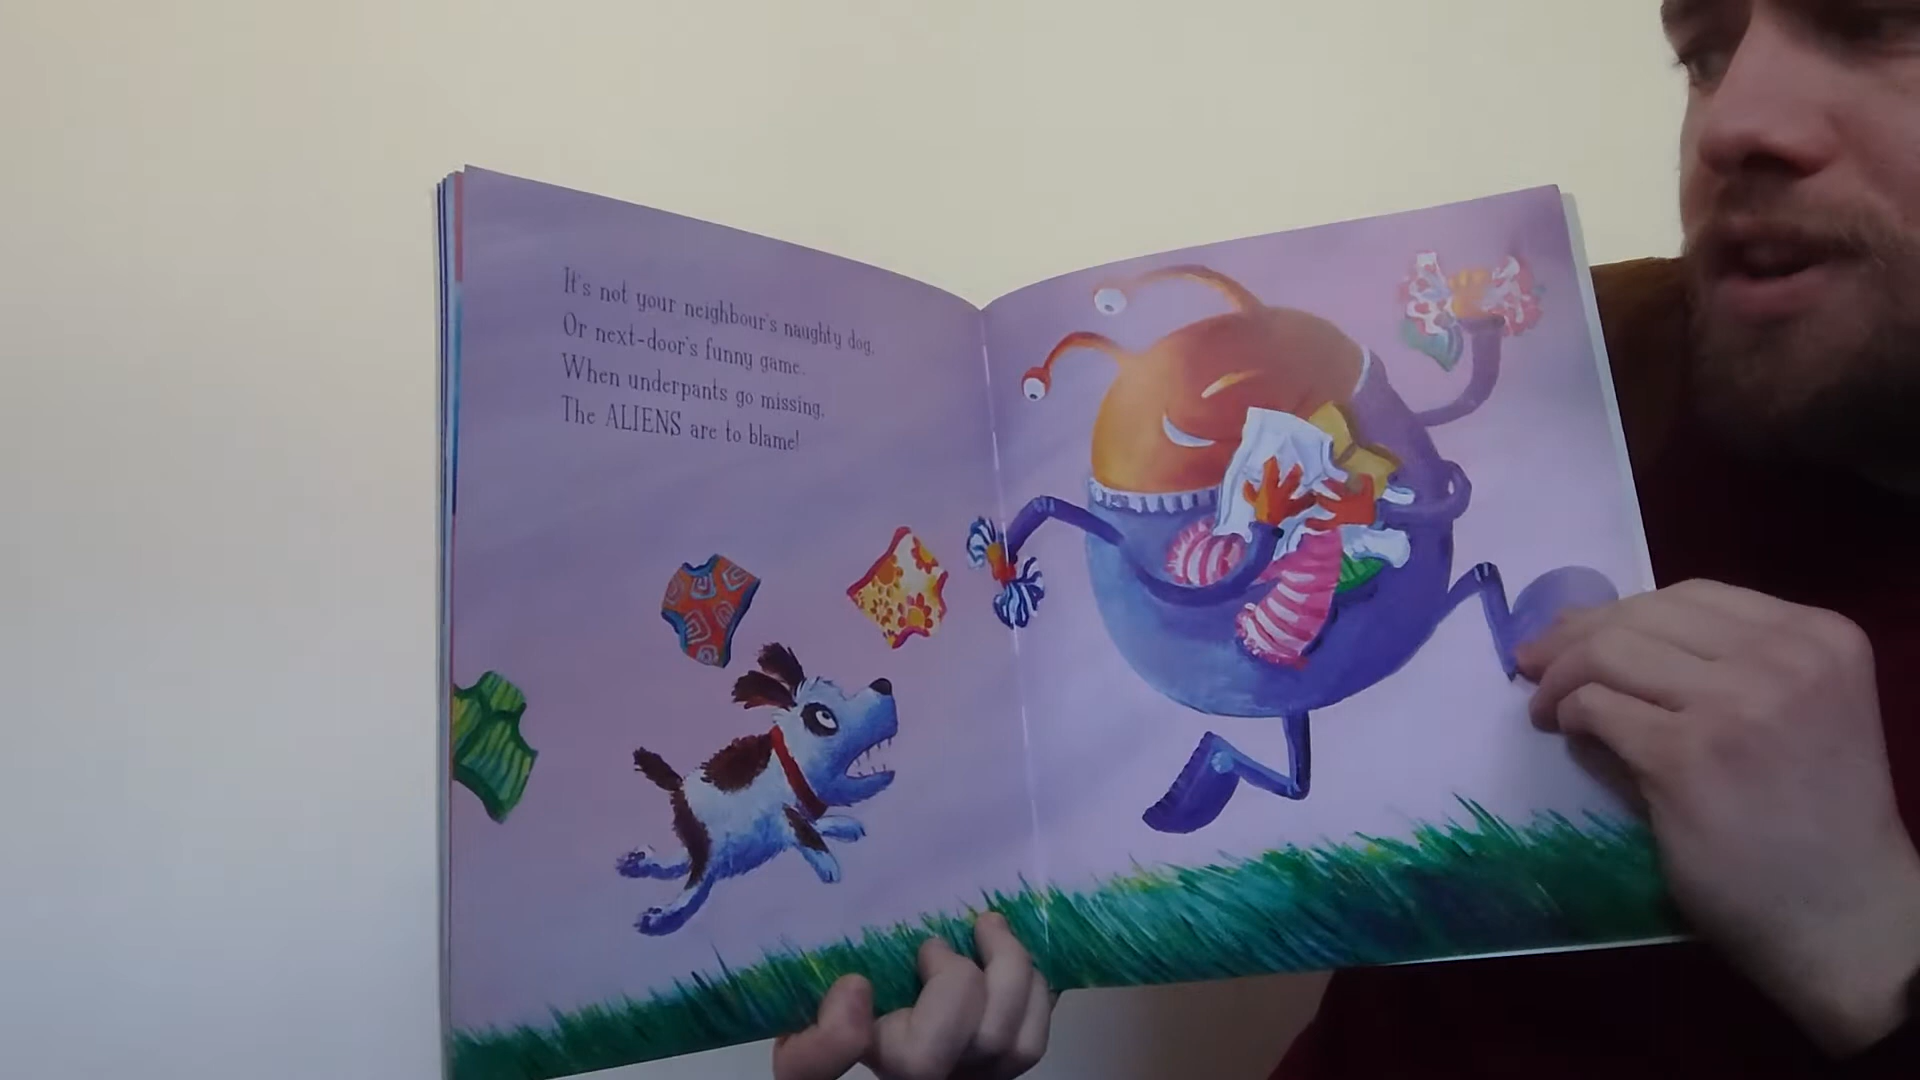 It's not your neighbour's naughty dog,
Or next-door's funny game.
When underpants go missing,
The ALIENS are to blame!